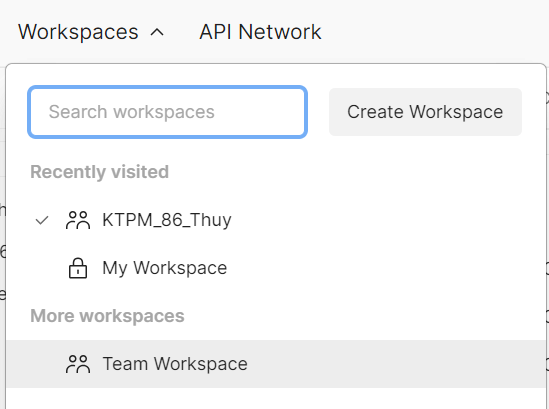 Workspaces API Network
Search workspaces Create Workspace
Recently visited
KTPM_86_Thuy
My Workspace
More workspaces
Team Workspace